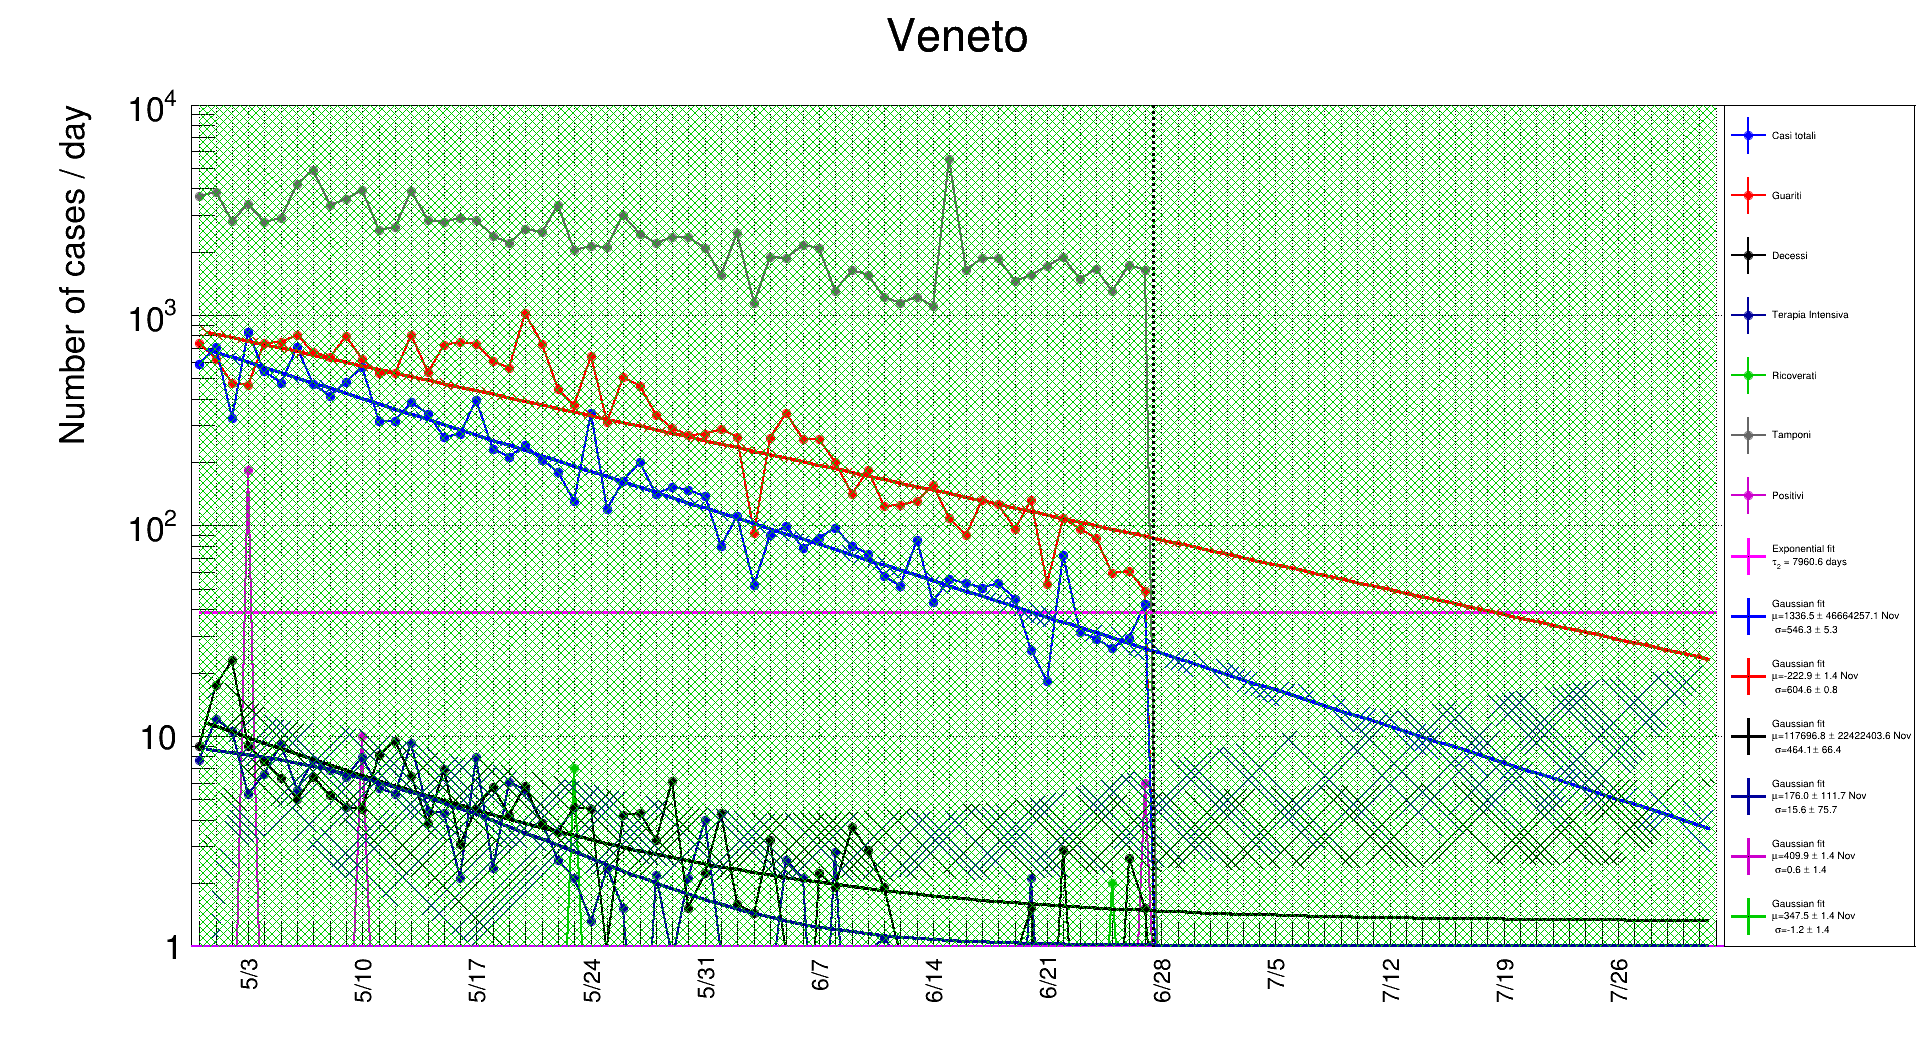 Veneto
Number of cases / day
10⁴
10³
10²
10
1
5/3
5/10
5/17
5/24
5/31
6/7
6/14
6/21
6/28
7/5
7/12
7/19
7/26
Casi totali
Guariti
Decessi
Terapia Intensiva
Ricoverati
Tamponi
Positivi
Exponential fit
τ₂ = 7960.6 days
Gaussian fit
μ=1336.5 ± 46664257.1 Nov
σ=546.3 ± 5.3
Gaussian fit
μ=-222.9 ± 1.4 Nov
σ=604.6 ± 0.8
Gaussian fit
μ=117696.8 ± 22422403.6 Nov
σ=464.1± 66.4
Gaussian fit
μ=176.0 ± 111.7 Nov
σ=15.6 ± 75.7
Gaussian fit
μ=409.9 ± 1.4 Nov
σ=0.6 ± 1.4
Gaussian fit
μ=347.5 ± 1.4 Nov
σ=-1.2 ± 1.4